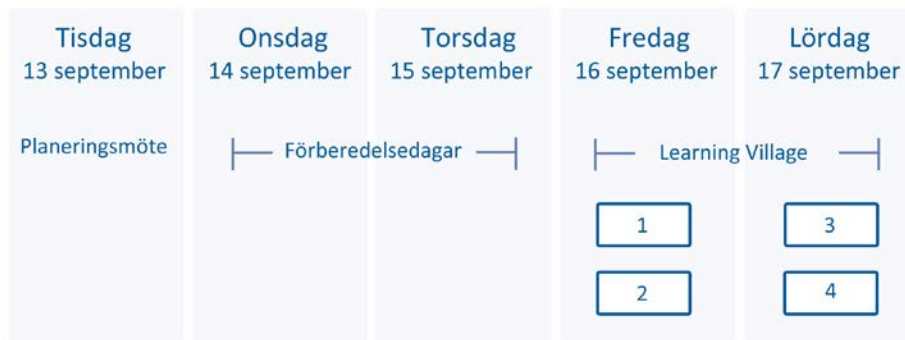 Tisdag
13 september
Onsdag
14 september
Torsdag
15 september
Fredag
16 september
Lördag
17 september
Planeringsmöte
Förberedelsedagar
Learning Village
1
3
2
4